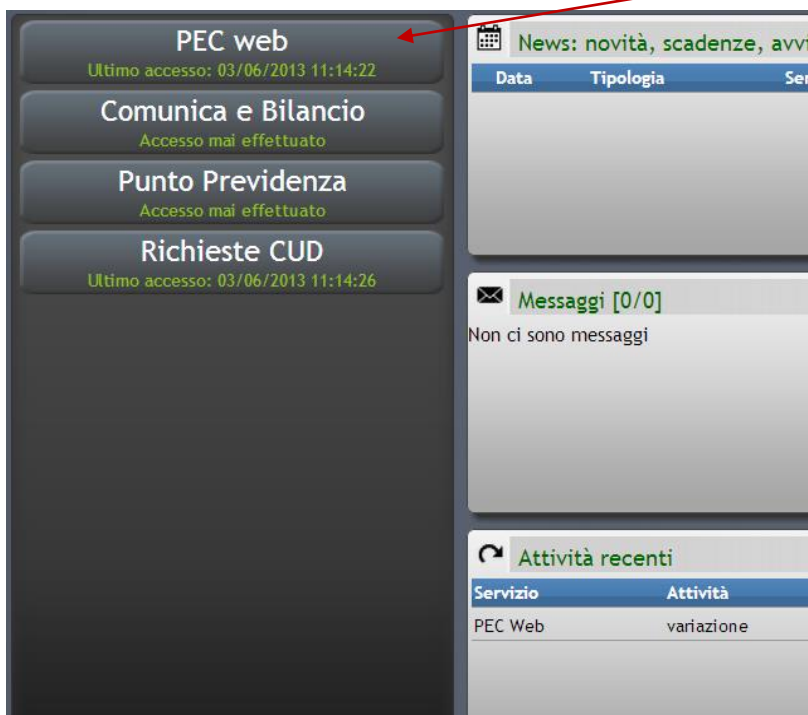 PEC web
Ultimo accesso: 03/06/2013 11:14:22
Comunica e Bilancio
Accesso mai effettuato
Punto Previdenza
Accesso mai effettuato
Richieste CUD
Ultimo accesso: 03/06/2013 11:14:26
News: novità, scadenze, avvi
Data Tipologia Ser
Messaggi [0/0]
Non ci sono messaggi
Attività recenti
Servizio Attività
PEC Web variazione